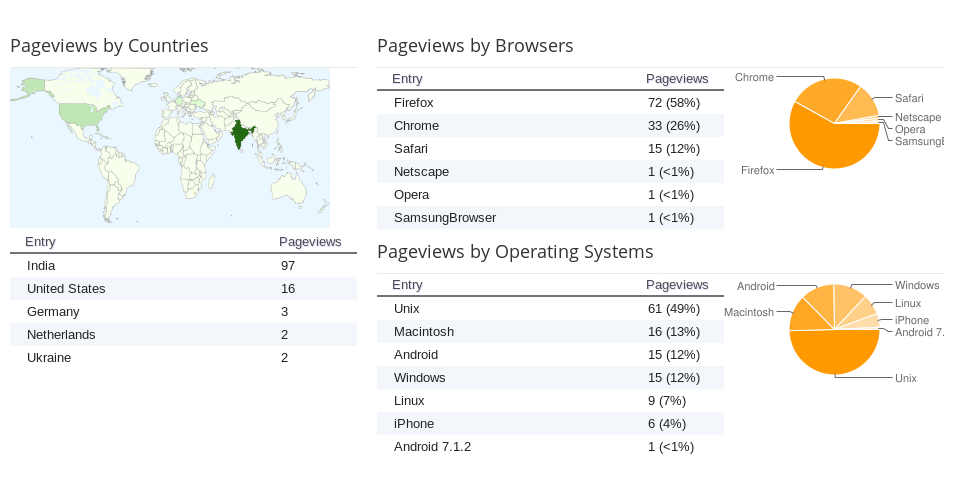 Pageviews by Countries
Entry Pageviews
India 97
United States 16
Germany 3
Netherlands 2
Ukraine 2
Pageviews by Browsers
Entry Pageviews
Firefox 72 (58%)
Chrome 33 (26%)
Safari 15 (12%)
Netscape 1 (<1%)
Opera 1 (<1%)
SamsungBrowser 1 (<1%)
Chrome
Safari
Netscape
Opera
SamsungB
Firefox
Pageviews by Operating Systems
Entry Pageviews
Unix 61 (49%)
Macintosh 16 (13%)
Android 15 (12%)
Windows 15 (12%)
Linux 9 (7%)
iPhone 6 (4%)
Android 7.1.2 1 (<1%)
Android
Windows
Linux
Macintosh
iPhone
Android 7.
Unix